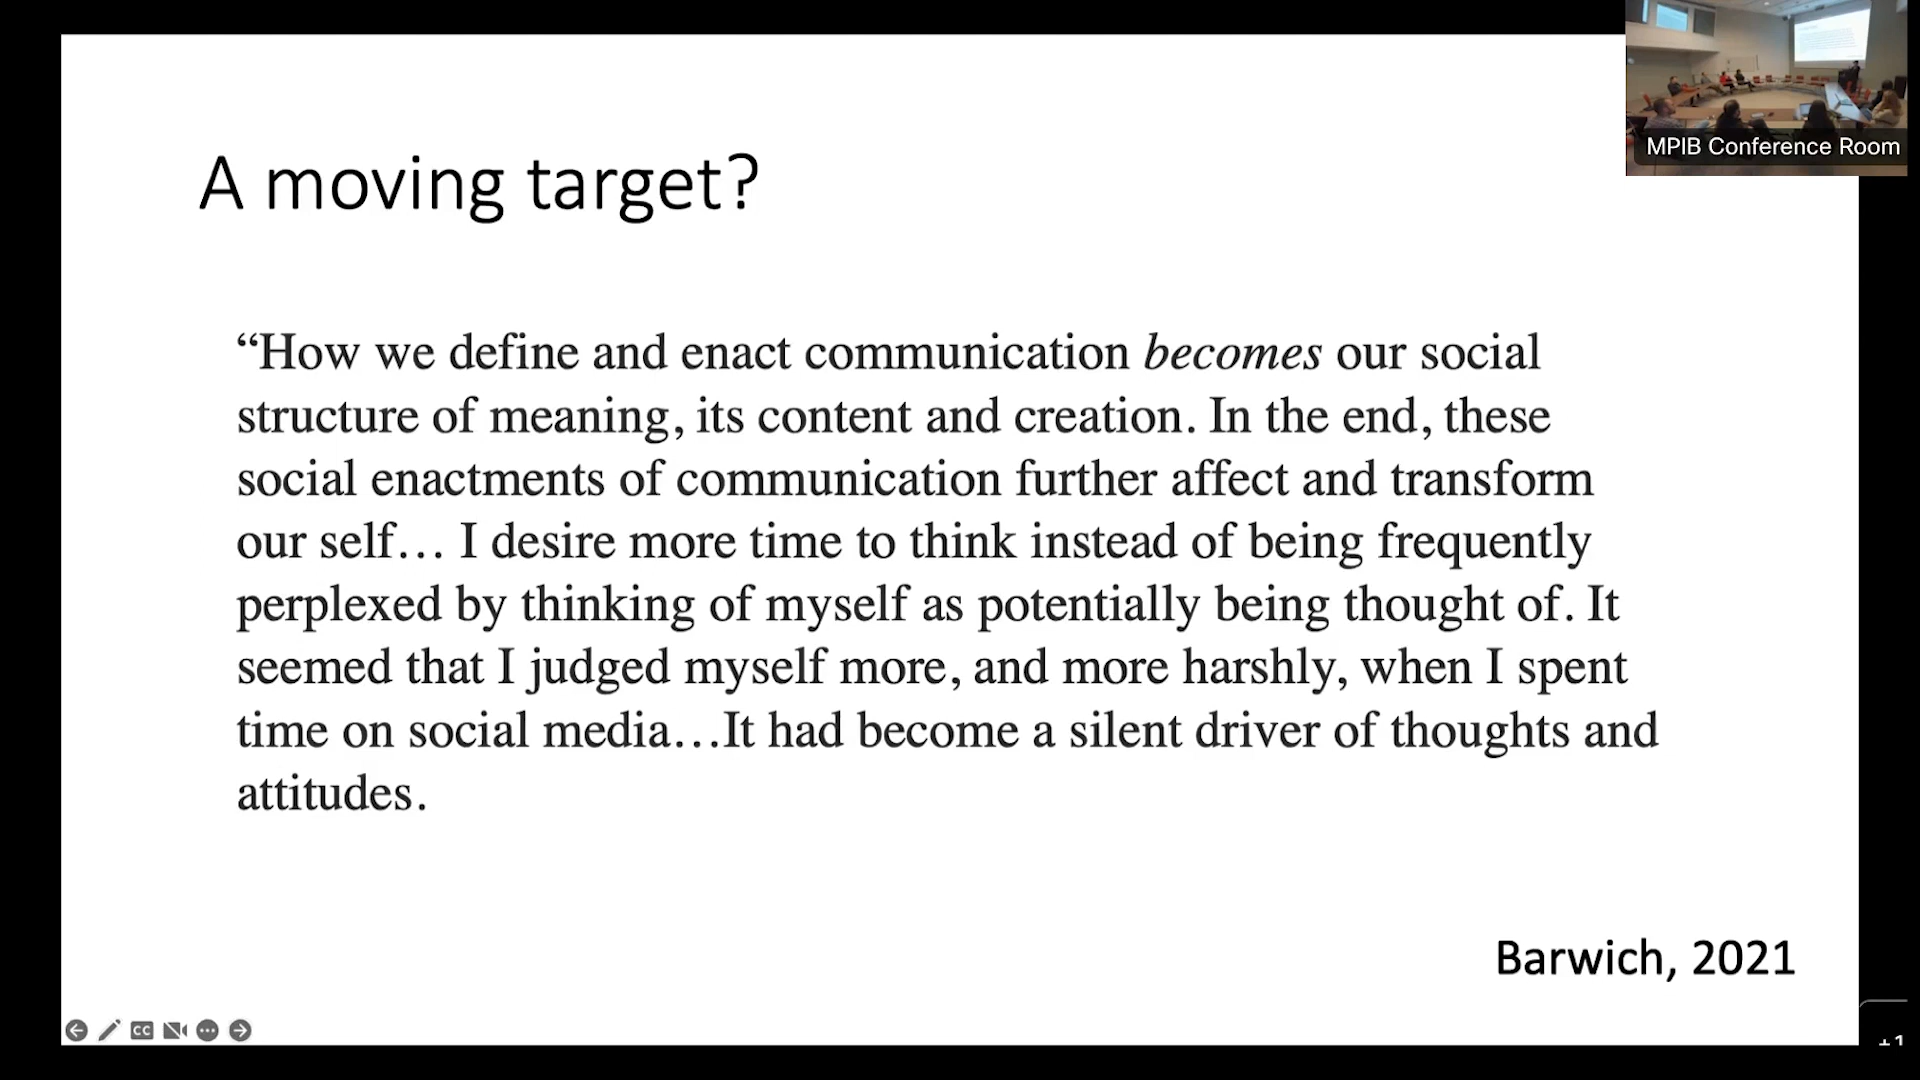 MPIB Conference Room
A moving target?
“How we define and enact communication becomes our social
structure of meaning, its content and creation. In the end, these
social enactments of communication further affect and transform
our self… I desire more time to think instead of being frequently
perplexed by thinking of myself as potentially being thought of. It
seemed that I judged myself more, and more harshly, when I spent
time on social media…It had become a silent driver of thoughts and
attitudes.
Barwich, 2021
CC
+1